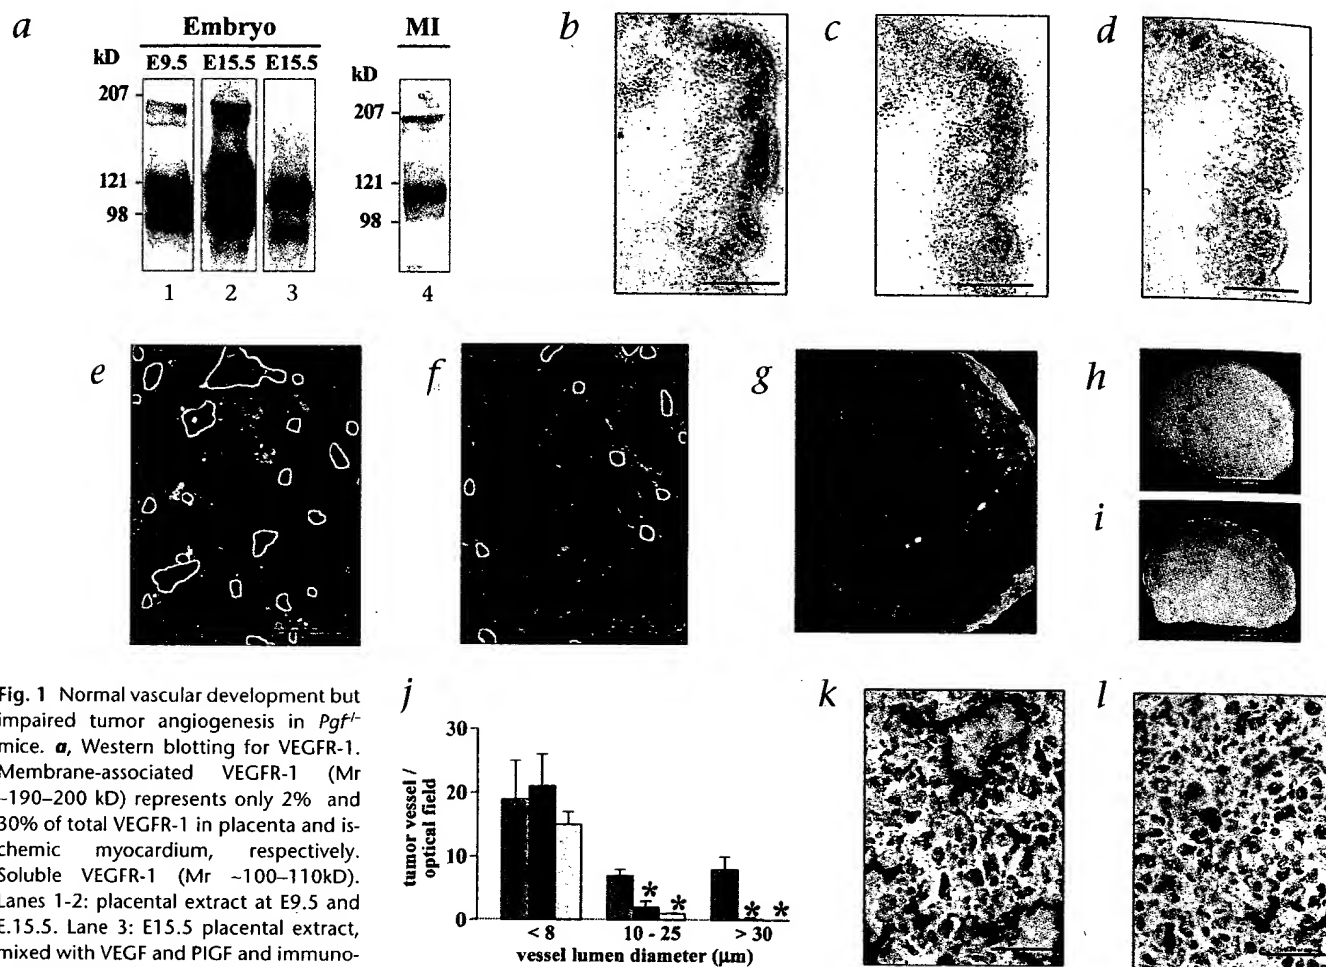 a
Embryo
MI
b
c
d
kD
E9.5 E15.5 E15.5
kD
207
207
121
121
98
98
1
2
3
4
e
f
g
h
i
Fig. 1 Normal vascular development but
impaired tumor angiogenesis in Pgf-/-
mice. a, Western blotting for VEGFR-1.
Membrane-associated VEGFR-1 (Mr
~190–200 kD) represents only 2% and
30% of total VEGFR-1 in placenta and is-
chemic myocardium, respectively.
Soluble VEGFR-1 (Mr ~100–110kD).
Lanes 1-2: placental extract at E9.5 and
E.15.5. Lane 3: E15.5 placental extract,
mixed with VEGF and PlGF and immuno-
j
30
20
10
0
tumor vessel /
optical field
* * * *
< 8
10 - 25
> 30
vessel lumen diameter (µm)
k
l